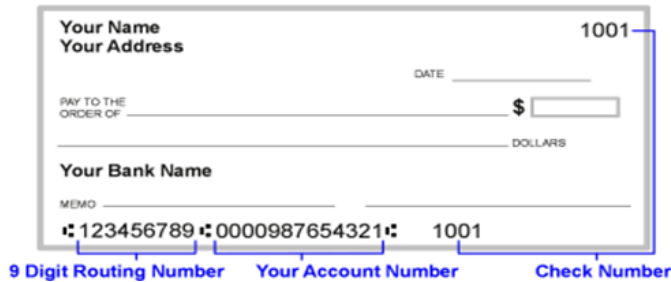 Your Name 1001
Your Address
DATE
PAY TO THE
ORDER OF $
DOLLARS
Your Bank Name
MEMO
⑆123456789⑆0000987654321⑆ 1001
9 Digit Routing Number Your Account Number Check Number